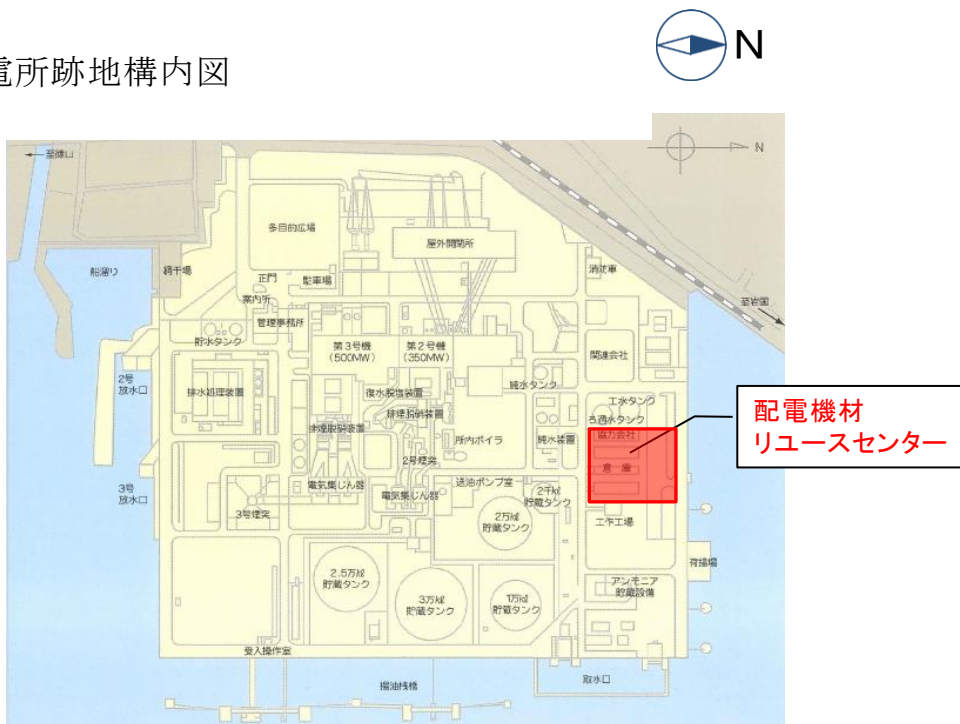 N
電所跡地構内図
N
至徳山
多目的広場
屋外開閉所
船溜り
網干場
正門
駐車場
消防車
案内所
至岩国
管理事務所
貯水タンク
第3号機
(500MW)
第2号機
(350MW)
関連会社
2号
放水口
排水処理装置
復水脱塩装置
純水タンク
工水タンク
配電機材
リユースセンター
排煙脱硝装置
ろ過水タンク
排煙脱硝装置
所内ボイラ
純水装置
協力会社
2号煙突
倉庫
3号
放水口
電気集じん器
電気集じん器
送油ポンプ室
2千kℓ
貯蔵タンク
3号煙突
2万kℓ
貯蔵タンク
工作工場
荷揚場
2.5万kℓ
貯蔵タンク
アンモニア
貯蔵設備
3万kℓ
貯蔵タンク
1万kℓ
貯蔵タンク
受入操作室
揚油桟橋
取水口